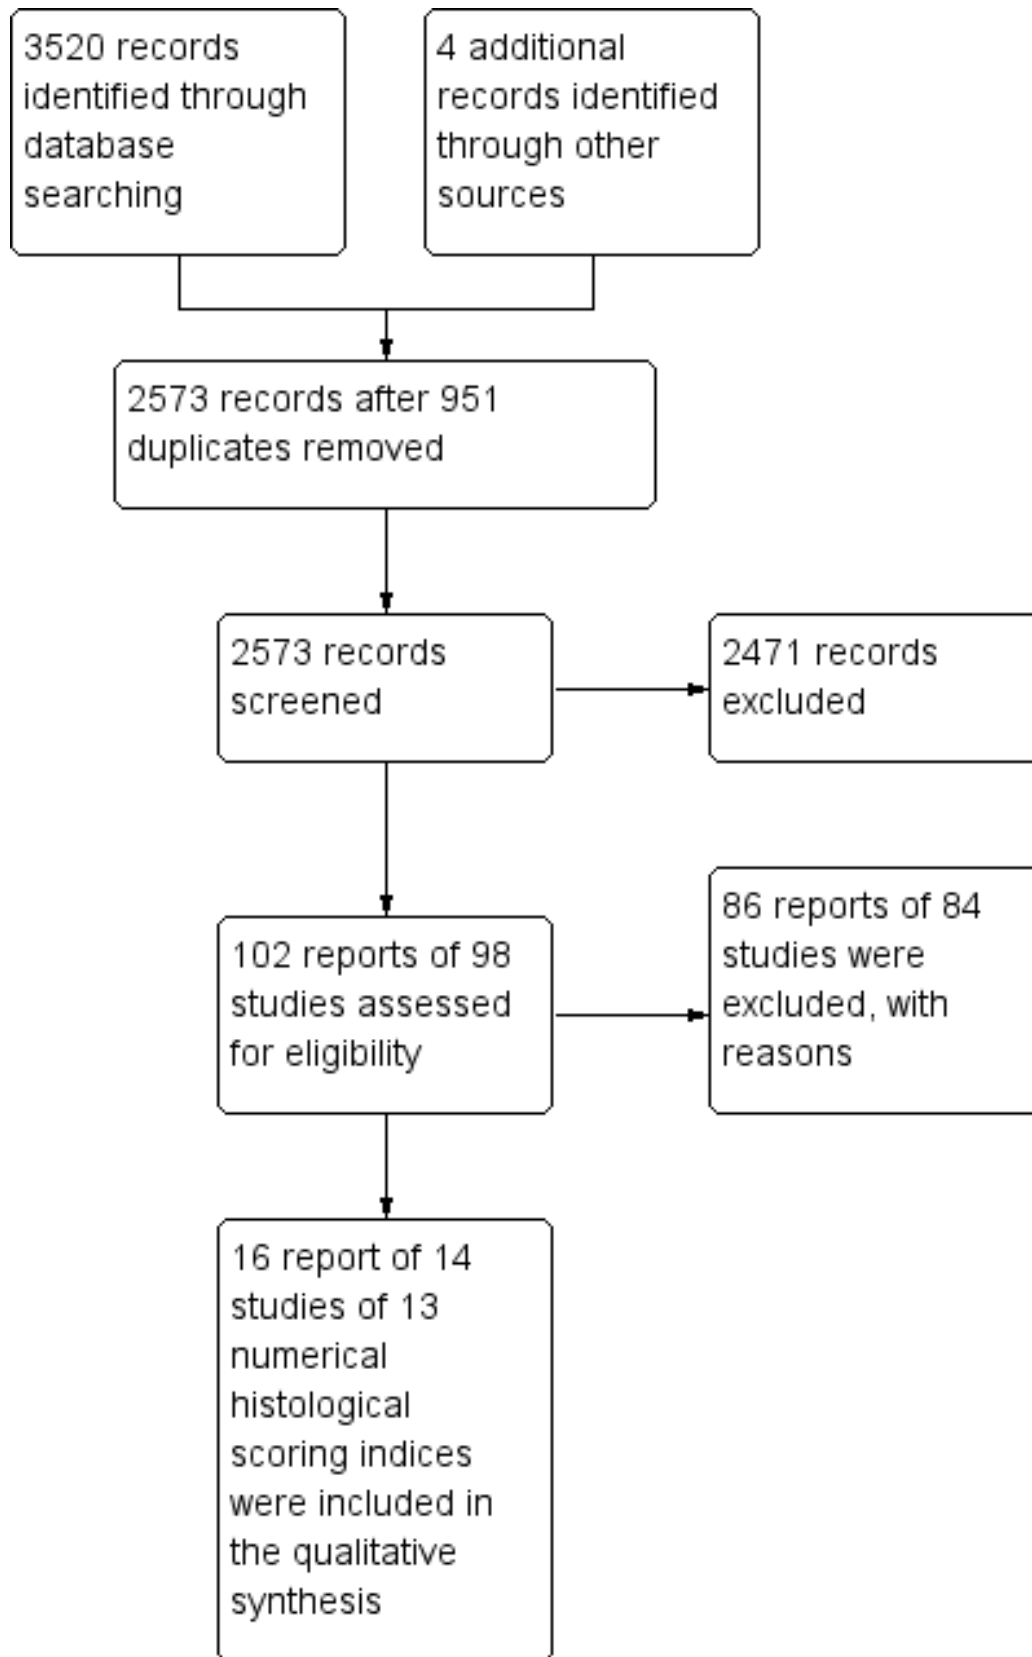 3520 records
identified through
database
searching
4 additional
records identified
through other
sources
2573 records after 951
duplicates removed
2573 records
screened
2471 records
excluded
102 reports of 98
studies assessed
for eligibility
86 reports of 84
studies were
excluded, with
reasons
16 report of 14
studies of 13
numerical
histological
scoring indices
were included in
the qualitative
synthesis